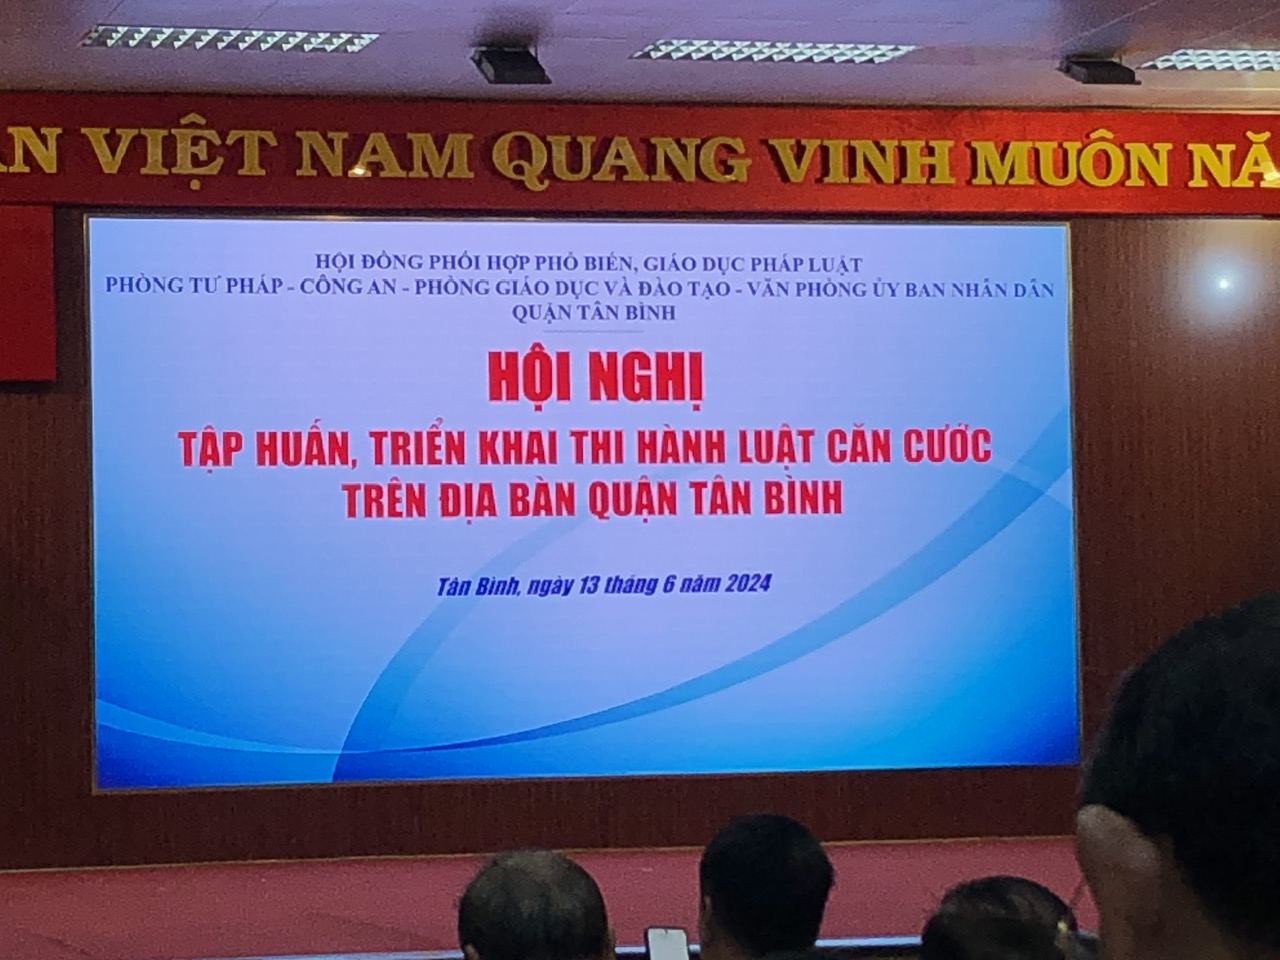 ÂN VIỆT NAM QUANG VINH MUÔN NĂ
HỘI ĐỒNG PHỐI HỢP PHỔ BIẾN, GIÁO DỤC PHÁP LUẬT
PHÒNG TƯ PHÁP - CÔNG AN - PHÒNG GIÁO DỤC VÀ ĐÀO TẠO - VĂN PHÒNG ỦY BAN NHÂN DÂN
QUẬN TÂN BÌNH
HỘI NGHỊ
TẬP HUẤN, TRIỂN KHAI THI HÀNH LUẬT CĂN CƯỚC
TRÊN ĐỊA BÀN QUẬN TÂN BÌNH
Tân Bình, ngày 13 tháng 6 năm 2024